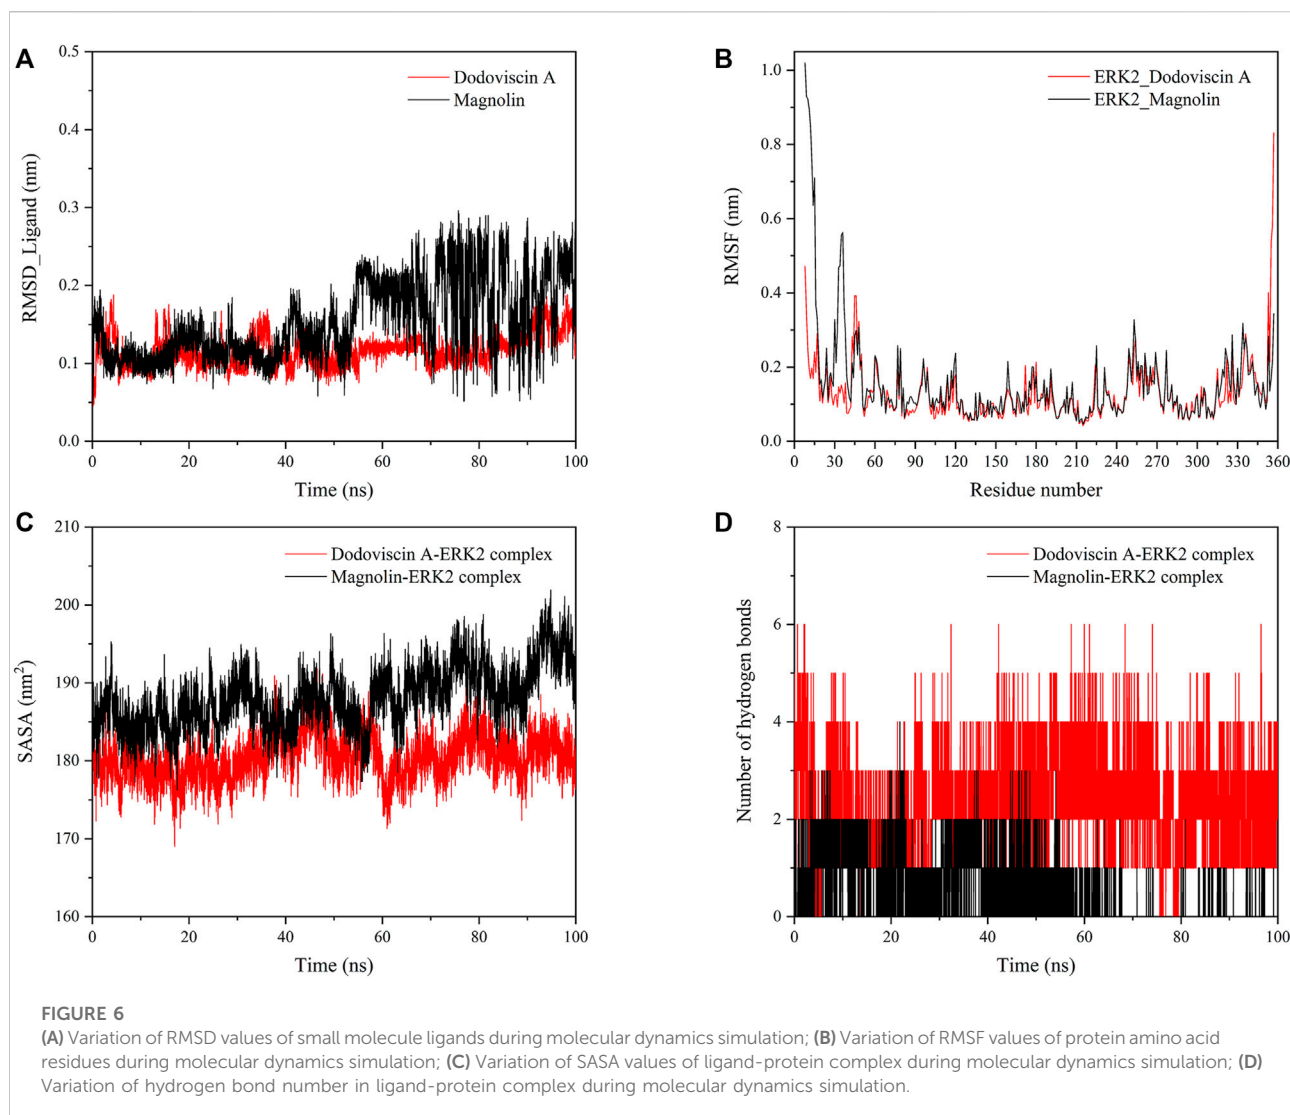 A
0.5
0.4
0.3
0.2
0.1
0.0
RMSD_Ligand (nm)
Dodoviscin A
Magnolin
0 20 40 60 80 100
Time (ns)
B
1.0
0.8
0.6
0.4
0.2
0.0
RMSF (nm)
ERK2_Dodoviscin A
ERK2_Magnolin
0 30 60 90 120 150 180 210 240 270 300 330 360
Residue number
C
210
200
190
180
170
160
SASA (nm²)
Dodoviscin A-ERK2 complex
Magnolin-ERK2 complex
0 20 40 60 80 100
Time (ns)
D
8
6
4
2
0
Number of hydrogen bonds
Dodoviscin A-ERK2 complex
Magnolin-ERK2 complex
0 20 40 60 80 100
Time (ns)
FIGURE 6
(A) Variation of RMSD values of small molecule ligands during molecular dynamics simulation; (B) Variation of RMSF values of protein amino acid
residues during molecular dynamics simulation; (C) Variation of SASA values of ligand-protein complex during molecular dynamics simulation; (D)
Variation of hydrogen bond number in ligand-protein complex during molecular dynamics simulation.